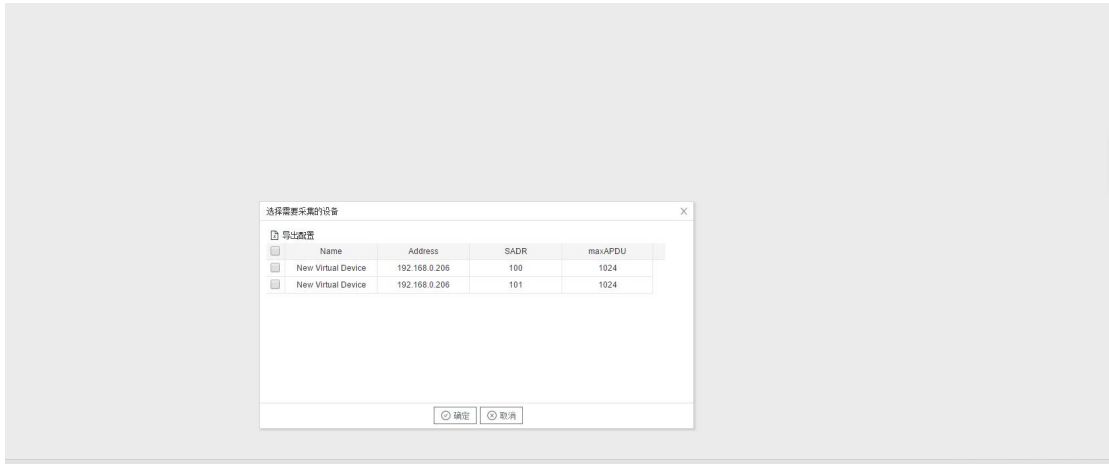 选择需要采集的设备
导出配置
Name Address SADR maxAPDU
New Virtual Device 192.168.0.206 100 1024
New Virtual Device 192.168.0.206 101 1024
确定 取消